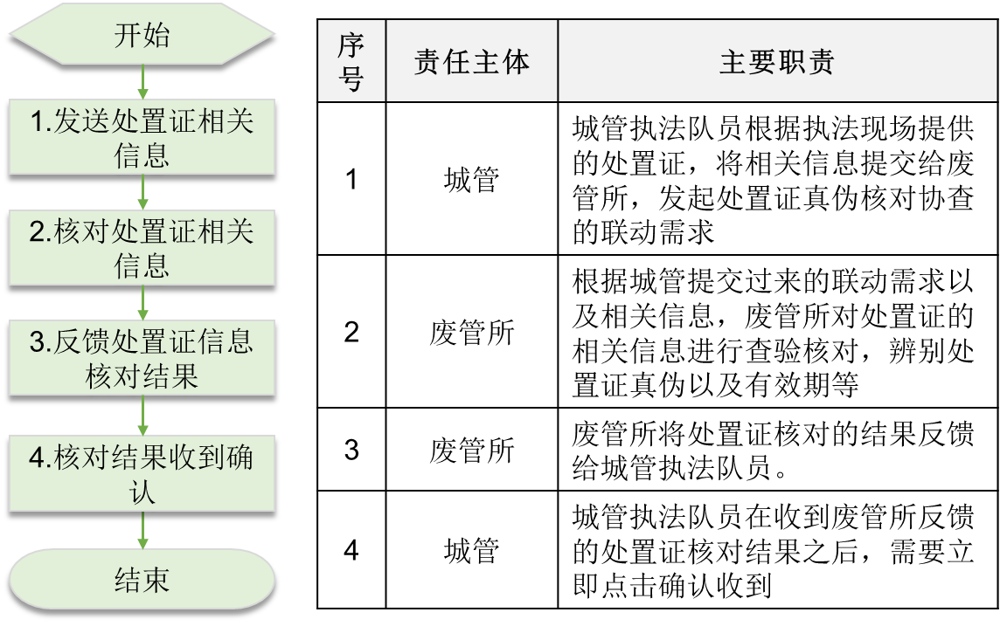 开始
1.发送处置证相关
信息
2.核对处置证相关
信息
3.反馈处置证信息
核对结果
4.核对结果收到确
认
结束
序
号
责任主体
主要职责
1
城管
城管执法队员根据执法现场提供
的处置证，将相关信息提交给废
管所，发起处置证真伪核对协查
的联动需求
2
废管所
根据城管提交过来的联动需求以
及相关信息，废管所对处置证的
相关信息进行查验核对，辨别处
置证真伪以及有效期等
3
废管所
废管所将处置证核对的结果反馈
给城管执法队员。
4
城管
城管执法队员在收到废管所反馈
的处置证核对结果之后，需要立
即点击确认收到